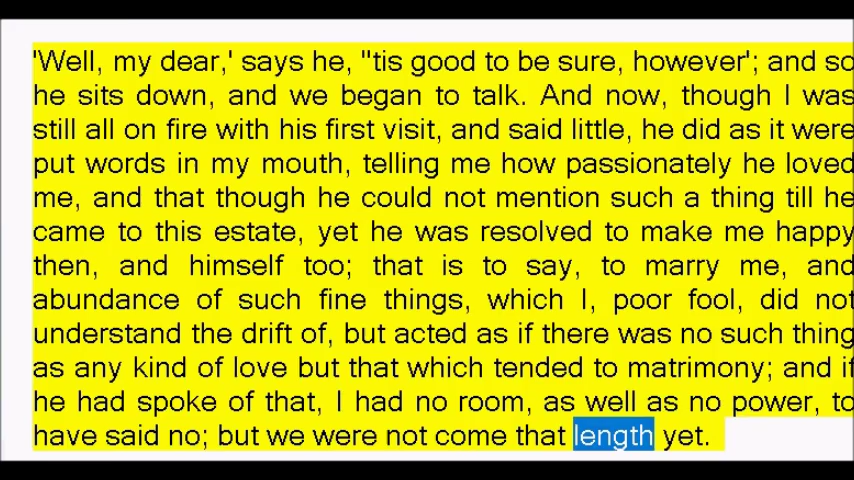 'Well, my dear,' says he, ''tis good to be sure, however'; and so
he sits down, and we began to talk. And now, though I was
still all on fire with his first visit, and said little, he did as it were
put words in my mouth, telling me how passionately he loved
me, and that though he could not mention such a thing till he
came to this estate, yet he was resolved to make me happy
then, and himself too; that is to say, to marry me, and
abundance of such fine things, which I, poor fool, did not
understand the drift of, but acted as if there was no such thing
as any kind of love but that which tended to matrimony; and if
he had spoke of that, I had no room, as well as no power, to
have said no; but we were not come that length yet.